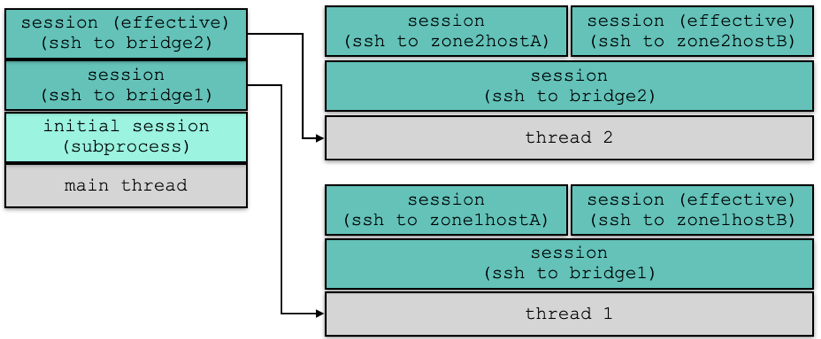 session (effective)
(ssh to bridge2)
session
(ssh to bridge1)
initial session
(subprocess)
main thread
session
(ssh to zone2hostA)
session (effective)
(ssh to zone2hostB)
session
(ssh to bridge2)
thread 2
session
(ssh to zone1hostA)
session (effective)
(ssh to zone1hostB)
session
(ssh to bridge1)
thread 1